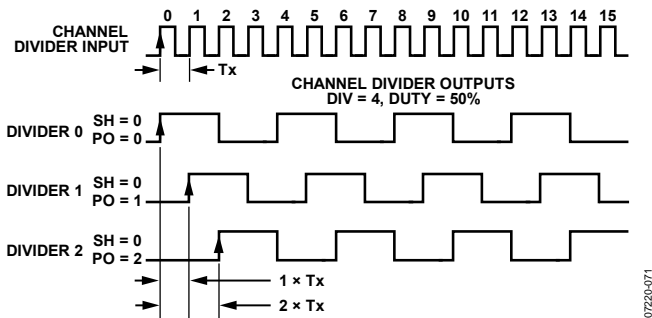 0 1 2 3 4 5 6 7 8 9 10 11 12 13 14 15
CHANNEL
DIVIDER INPUT
Tx
CHANNEL DIVIDER OUTPUTS
DIV = 4, DUTY = 50%
DIVIDER 0
SH = 0
PO = 0
DIVIDER 1
SH = 0
PO = 1
DIVIDER 2
SH = 0
PO = 2
1 × Tx
2 × Tx
07220-071